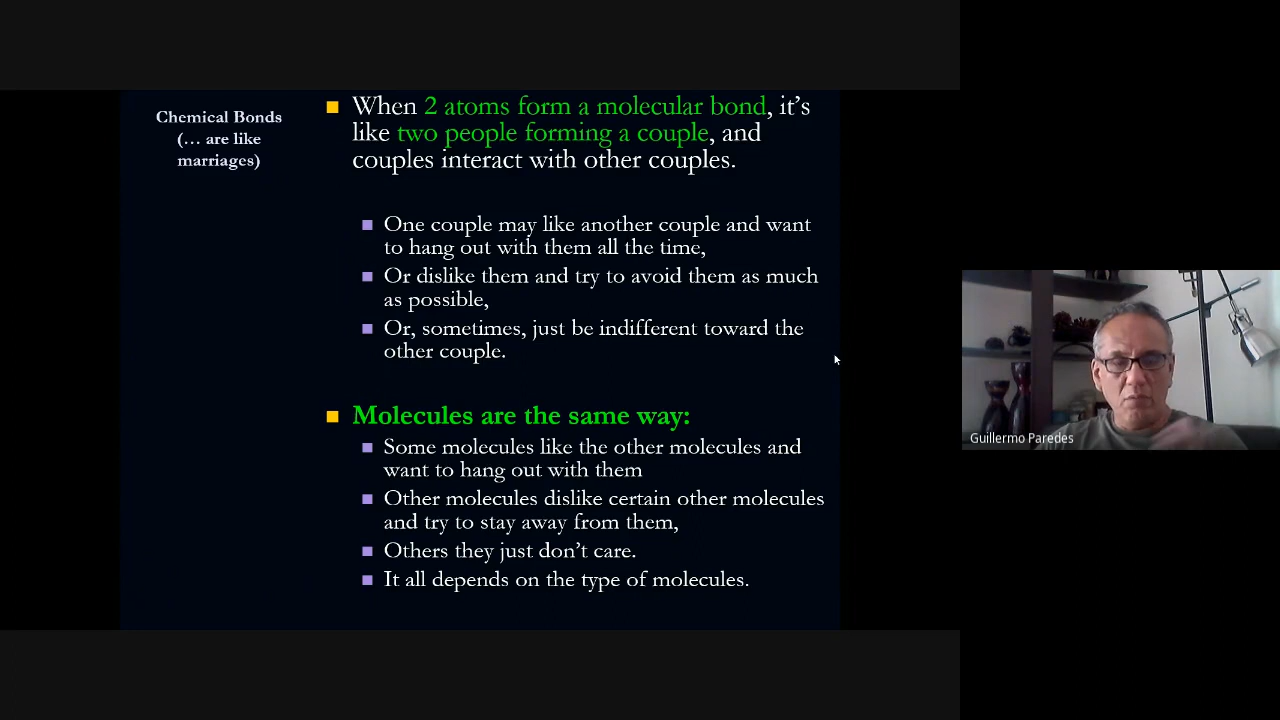 Chemical Bonds
(… are like
marriages)
When 2 atoms form a molecular bond, it’s
like two people forming a couple, and
couples interact with other couples.
One couple may like another couple and want
to hang out with them all the time,
Or dislike them and try to avoid them as much
as possible,
Or, sometimes, just be indifferent toward the
other couple.
Molecules are the same way:
Some molecules like the other molecules and
want to hang out with them
Other molecules dislike certain other molecules
and try to stay away from them,
Others they just don’t care.
It all depends on the type of molecules.
Guillermo Paredes